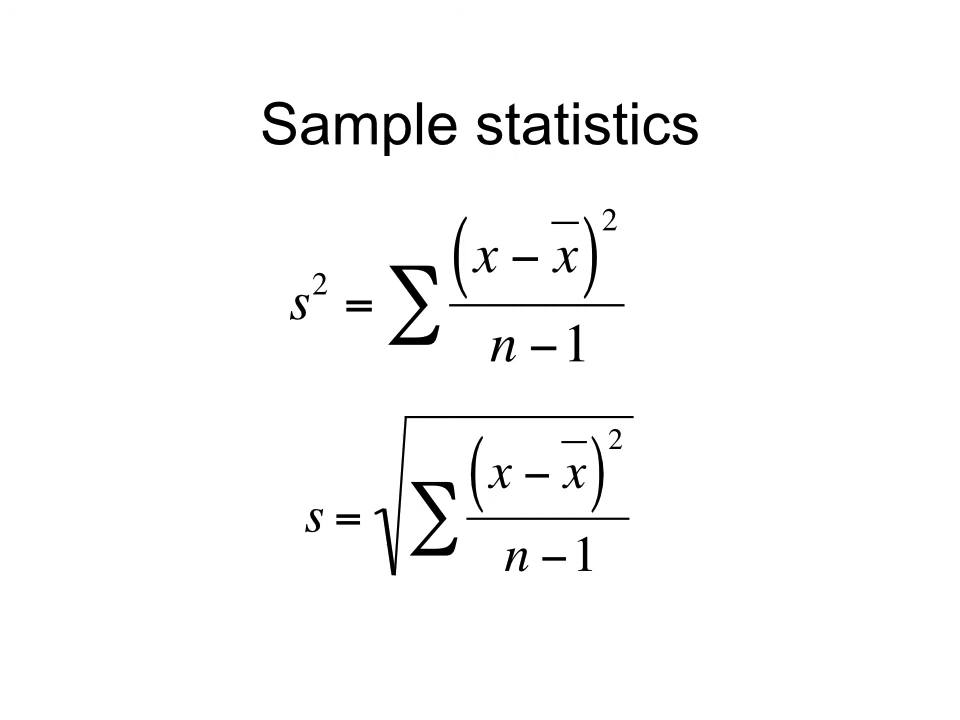 Sample statistics
s² = ∑ (x − x̅)² / n − 1
s = √ ∑ (x − x̅)² / n − 1